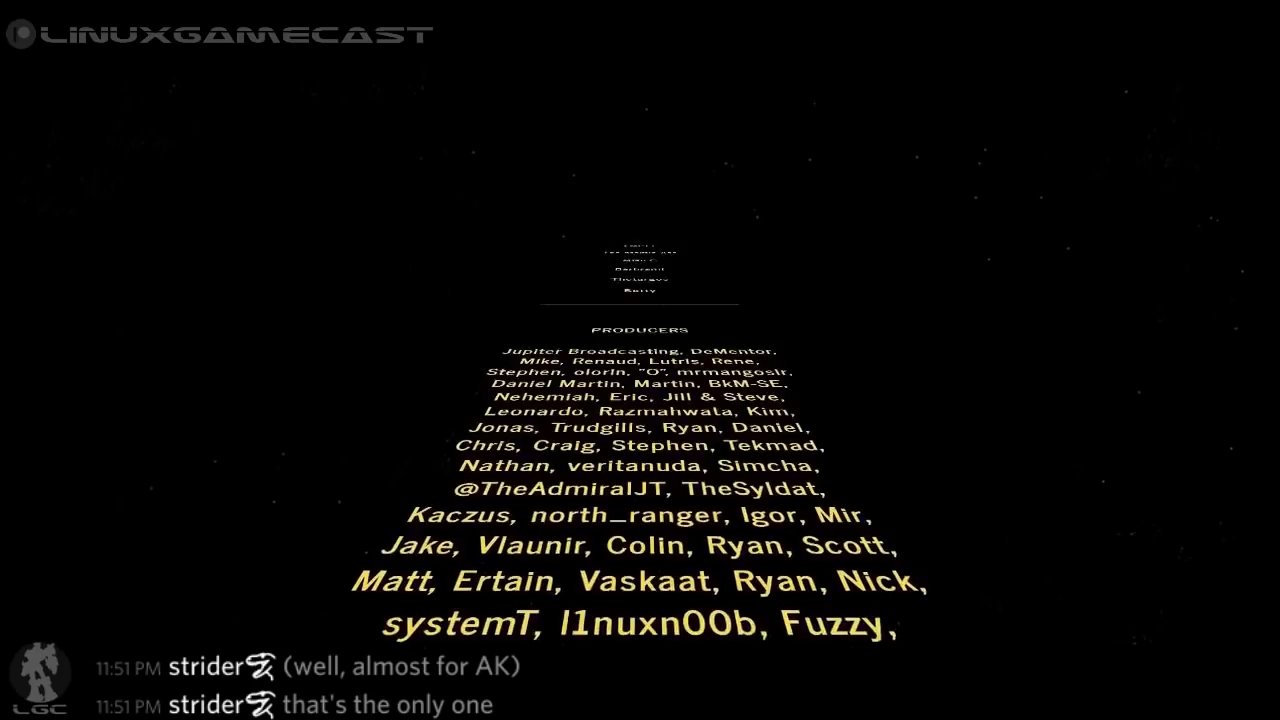 LINUXGAMECAST
Barry
PRODUCERS
Jupiter Broadcasting, DeMentor,
Mike, Renaud, Lutris, Rene,
Stephen, olorin, "O", mrmangosir,
Daniel Martin, Martin, BkM-SE,
Nehemiah, Eric, Jill & Steve,
Leonardo, Razmahwata, Kim,
Jonas, Trudgills, Ryan, Daniel,
Chris, Craig, Stephen, Tekmad,
Nathan, veritanuda, Simcha,
@TheAdmiralJT, TheSyldat,
Kaczus, north_ranger, Igor, Mir,
Jake, Vlaunir, Colin, Ryan, Scott,
Matt, Ertain, Vaskaat, Ryan, Nick,
systemT, l1nuxn00b, Fuzzy,
11:51 PM strider (well, almost for AK)
11:51 PM strider that's the only one
LGC